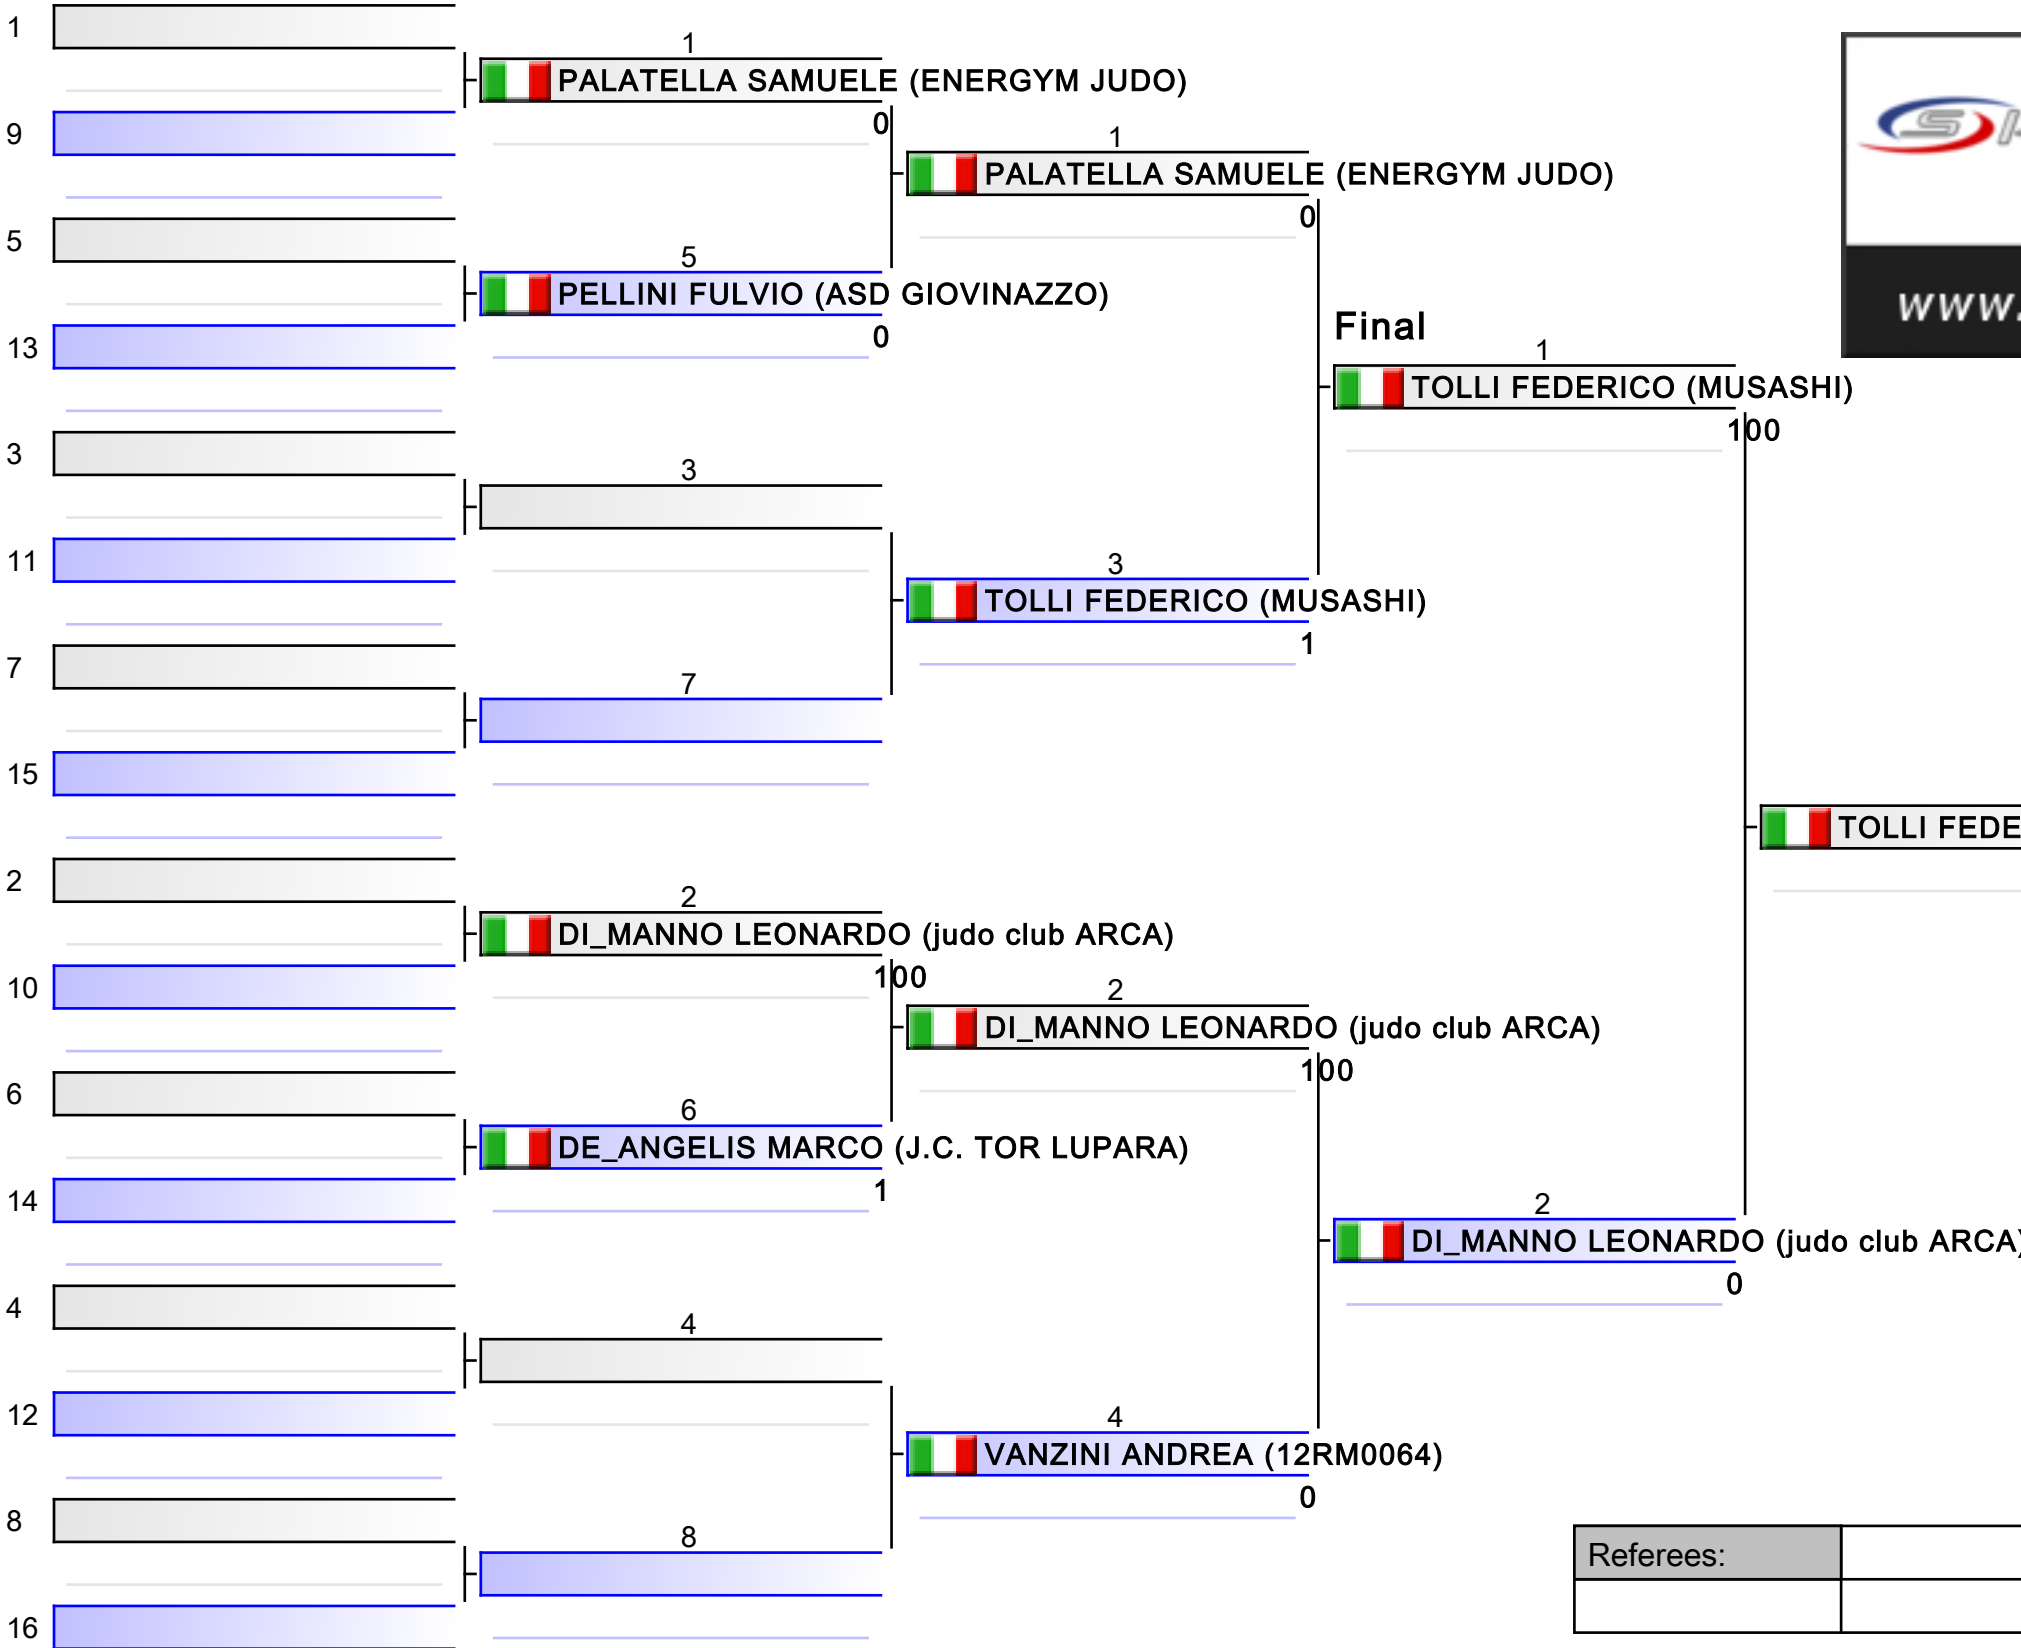 1
1
PALATELLA SAMUELE (ENERGYM JUDO)
0
9
1
PALATELLA SAMUELE (ENERGYM JUDO)
0
5
5
PELLINI FULVIO (ASD GIOVINAZZO)
0
13
Final
1
TOLLI FEDERICO (MUSASHI)
100
3
3
11
3
TOLLI FEDERICO (MUSASHI)
1
7
7
15
TOLLI FEDE
2
2
DI_MANNO LEONARDO (judo club ARCA)
100
10
2
DI_MANNO LEONARDO (judo club ARCA)
100
6
6
DE_ANGELIS MARCO (J.C. TOR LUPARA)
1
14
2
DI_MANNO LEONARDO (judo club ARCA)
0
4
4
12
4
VANZINI ANDREA (12RM0064)
0
8
8
16
Referees:
www.